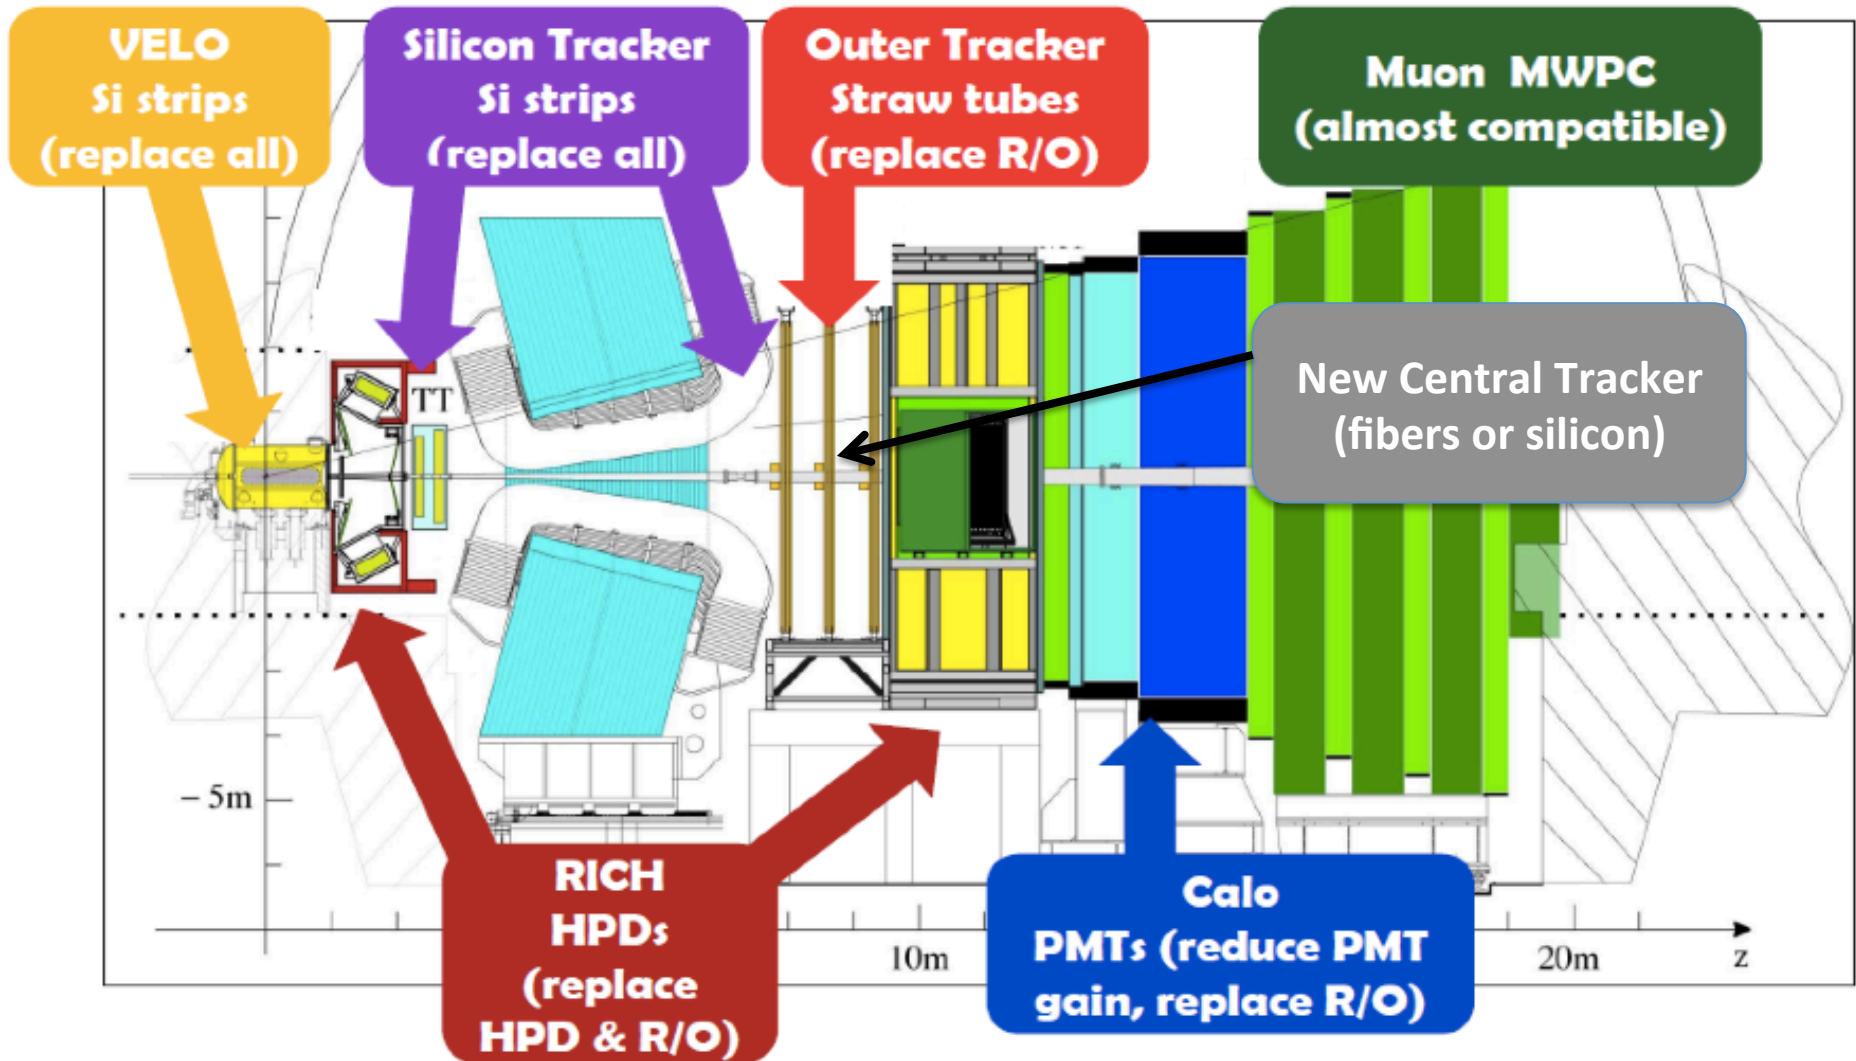 VELO
Si strips
(replace all)
Silicon Tracker
Si strips
(replace all)
Outer Tracker
Straw tubes
(replace R/O)
Muon MWPC
(almost compatible)
New Central Tracker
(fibers or silicon)
TT
– 5m
RICH
HPDs
(replace
HPD & R/O)
Calo
PMTs (reduce PMT
gain, replace R/O)
10m
20m
z